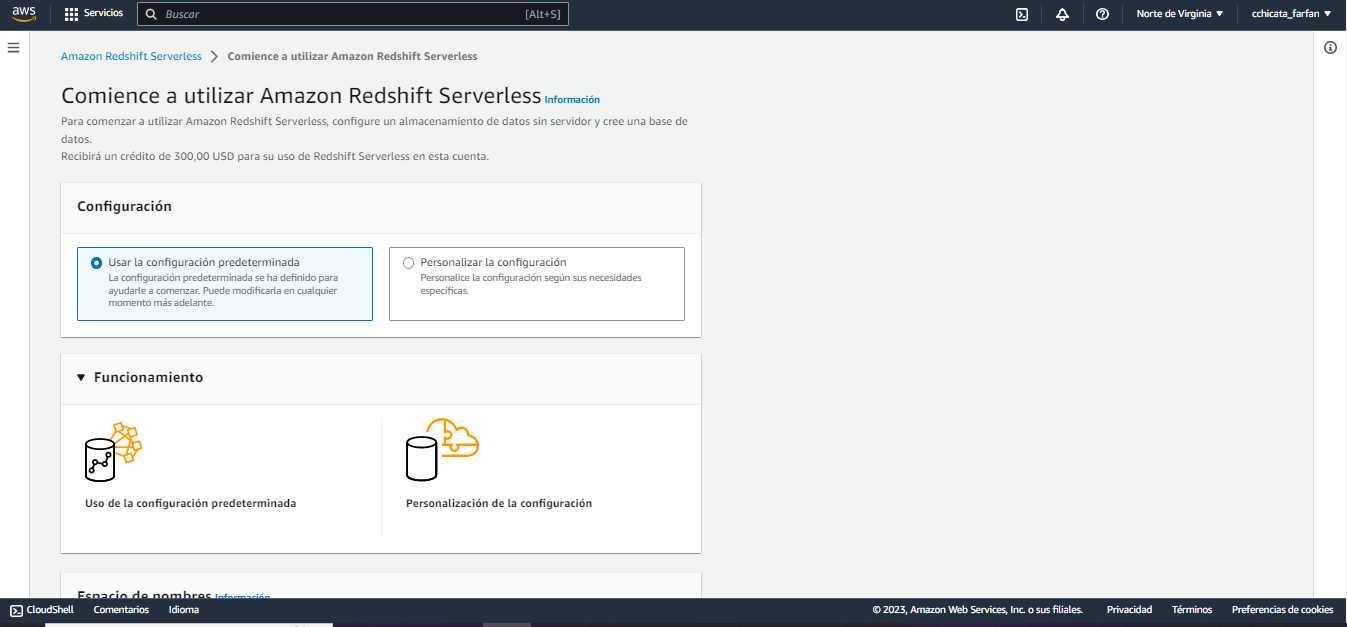 aws
Servicios
Buscar
[Alt+S]
Norte de Virginia
cchicata_farfan
Amazon Redshift Serverless
Comience a utilizar Amazon Redshift Serverless
Comience a utilizar Amazon Redshift Serverless Información
Para comenzar a utilizar Amazon Redshift Serverless, configure un almacenamiento de datos sin servidor y cree una base de
datos.
Recibirá un crédito de 300,00 USD para su uso de Redshift Serverless en esta cuenta.
Configuración
Usar la configuración predeterminada
La configuración predeterminada se ha definido para
ayudarle a comenzar. Puede modificarla en cualquier
momento más adelante.
Personalizar la configuración
Personalice la configuración según sus necesidades
específicas.
Funcionamiento
Uso de la configuración predeterminada
Personalización de la configuración
Espacio de nombres Información
CloudShell
Comentarios
Idioma
© 2023, Amazon Web Services, Inc. o sus filiales.
Privacidad
Términos
Preferencias de cookies